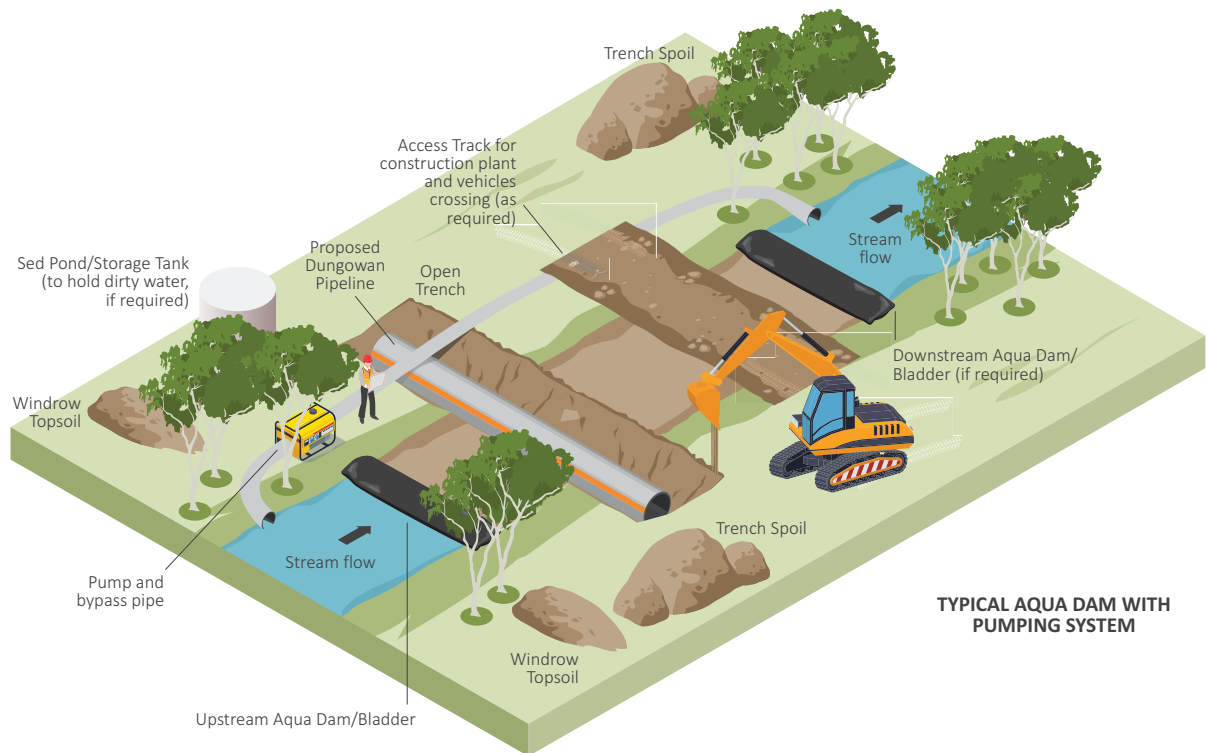 Trench Spoil
Access Track for
construction plant
and vehicles
crossing (as
required)
Stream
flow
Proposed
Dungowan
Pipeline
Open
Trench
Sed Pond/Storage Tank
(to hold dirty water,
if required)
Downstream Aqua Dam/
Bladder (if required)
Windrow
Topsoil
Trench Spoil
Stream flow
Pump and
bypass pipe
TYPICAL AQUA DAM WITH
PUMPING SYSTEM
Windrow
Topsoil
Upstream Aqua Dam/Bladder